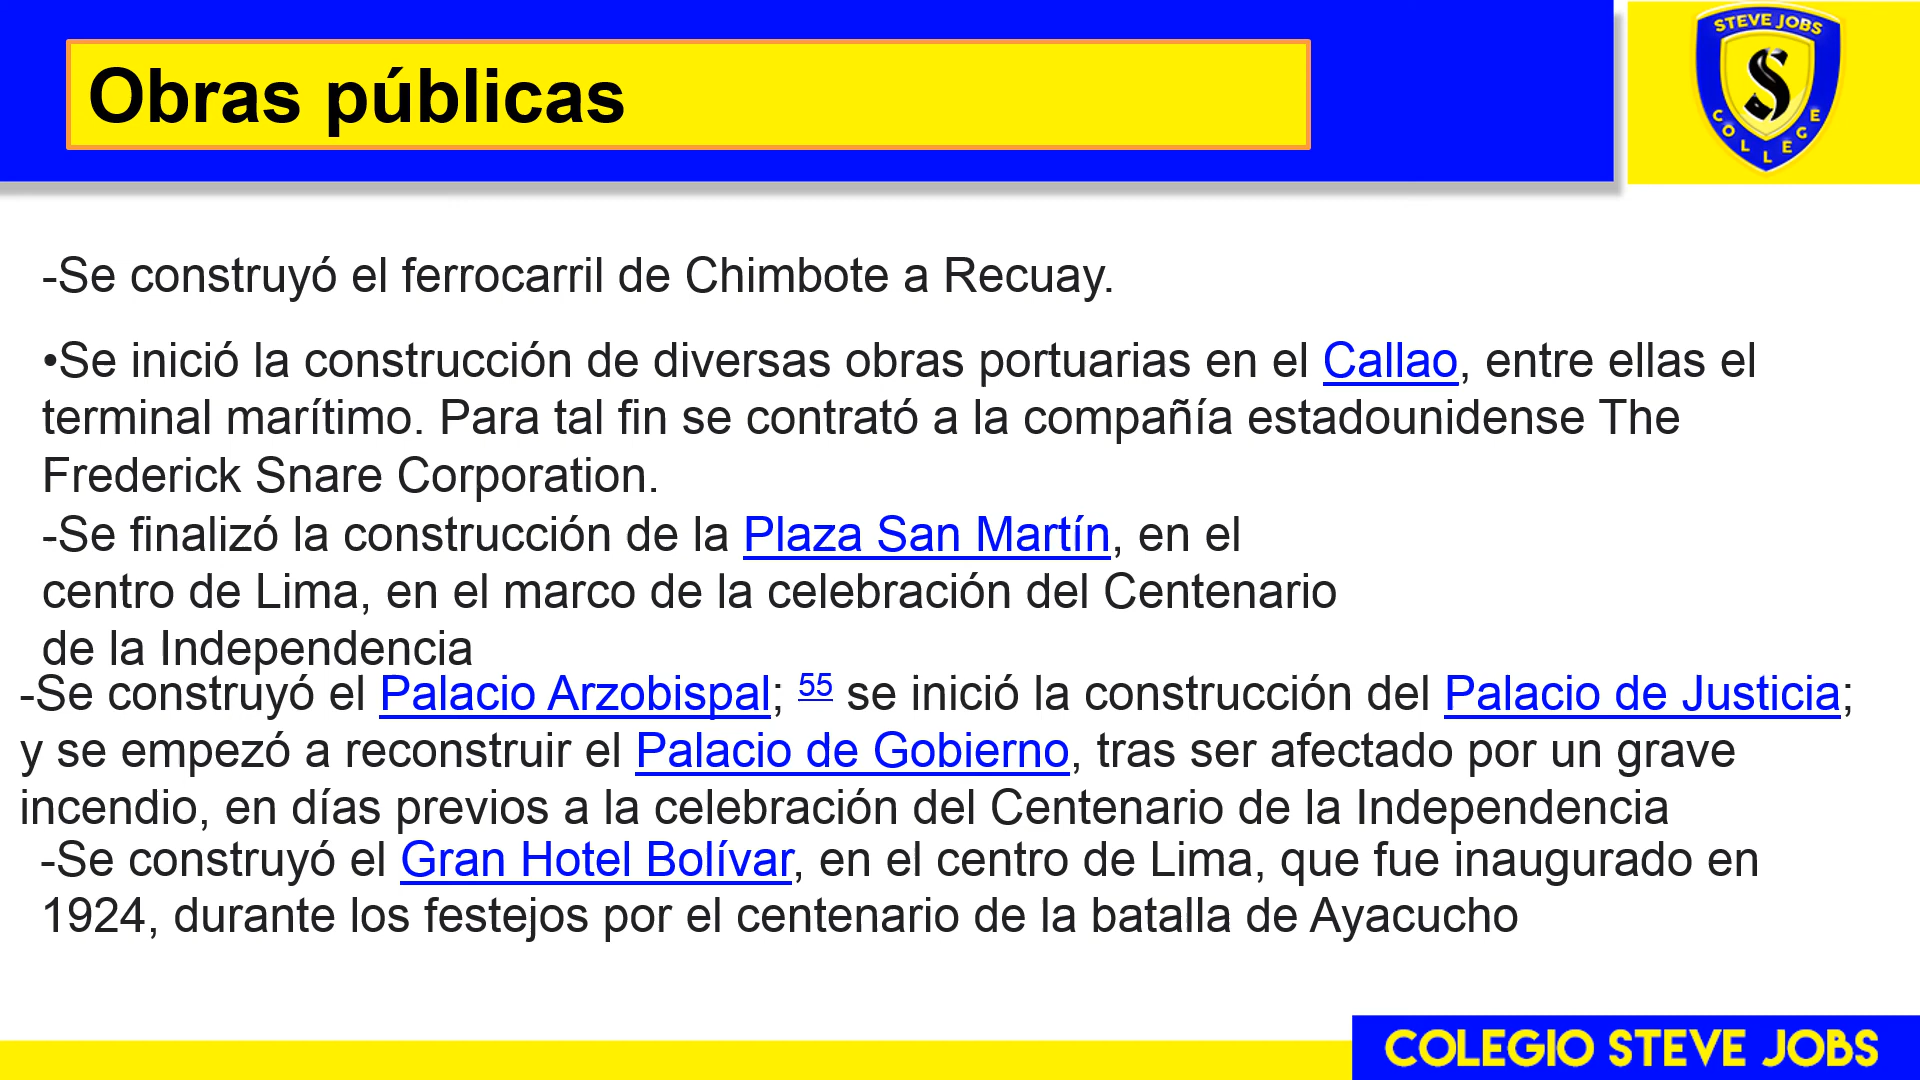 Obras públicas
STEVE JOBS
S
COLLEGE
-Se construyó el ferrocarril de Chimbote a Recuay.
•Se inició la construcción de diversas obras portuarias en el Callao, entre ellas el
terminal marítimo. Para tal fin se contrató a la compañía estadounidense The
Frederick Snare Corporation.
-Se finalizó la construcción de la Plaza San Martín, en el
centro de Lima, en el marco de la celebración del Centenario
de la Independencia
-Se construyó el Palacio Arzobispal; 55 se inició la construcción del Palacio de Justicia;
y se empezó a reconstruir el Palacio de Gobierno, tras ser afectado por un grave
incendio, en días previos a la celebración del Centenario de la Independencia
-Se construyó el Gran Hotel Bolívar, en el centro de Lima, que fue inaugurado en
1924, durante los festejos por el centenario de la batalla de Ayacucho
COLEGIO STEVE JOBS